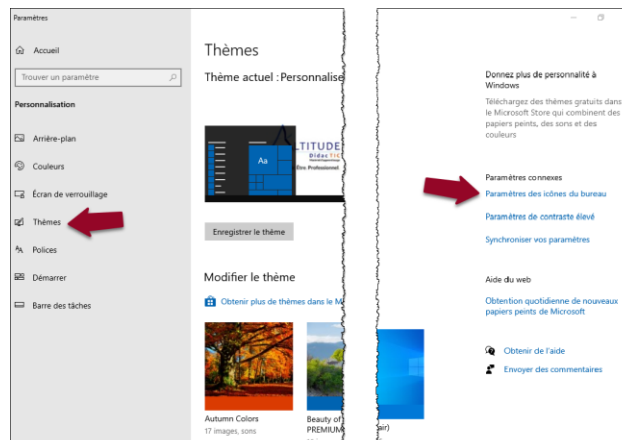 Paramètres
Accueil
Trouver un paramètre
Personnalisation
Arrière-plan
Couleurs
Écran de verrouillage
Thèmes
Polices
Démarrer
Barre des tâches
Thèmes
Thème actuel : Personnalise
Aa
ALTITUDE
DidacTIC
Être Professionnel
Enregistrer le thème
Modifier le thème
Obtenir plus de thèmes dans le M
Autumn Colors
17 images, sons
Beauty of
PREMIUM
air)
Donnez plus de personnalité à
Windows
Téléchargez des thèmes gratuits dans
le Microsoft Store qui combinent des
papiers peints, des sons et des
couleurs
Paramètres connexes
Paramètres des icônes du bureau
Paramètres de contraste élevé
Synchroniser vos paramètres
Aide du web
Obtention quotidienne de nouveaux
papiers peints de Microsoft
Obtenir de l'aide
Envoyer des commentaires